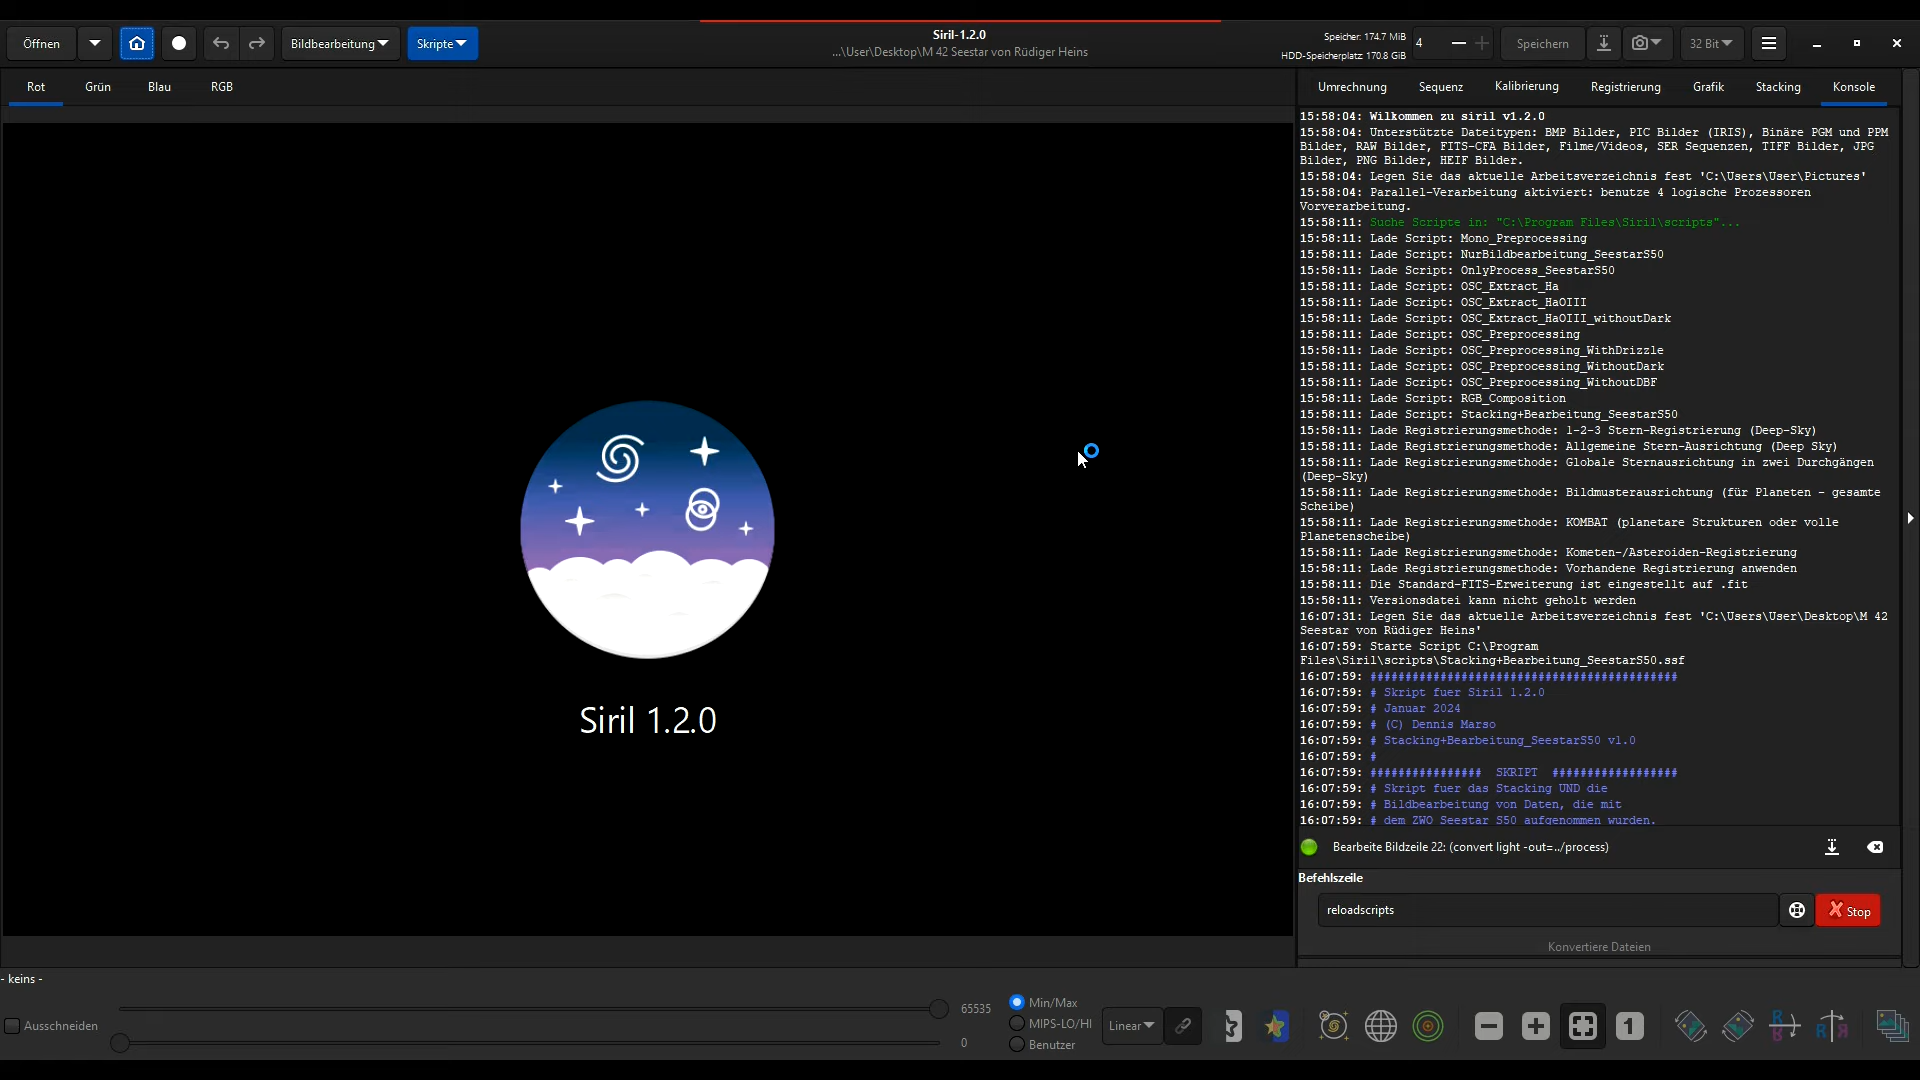 Öffnen
Bildbearbeitung
Skripte
Siril-1.2.0
...\User\Desktop\M 42 Seestar von Rüdiger Heins
Speicher: 174.7 MiB
HDD-Speicherplatz: 170.8 GiB
4
Speichern
32 Bit
Rot
Grün
Blau
RGB
Umrechnung
Sequenz
Kalibrierung
Registrierung
Grafik
Stacking
Konsole
15:58:04: Wilkommen zu siril v1.2.0
15:58:04: Unterstützte Dateitypen: BMP Bilder, PIC Bilder (IRIS), Binäre PGM und PPM
Bilder, RAW Bilder, FITS-CFA Bilder, Filme/Videos, SER Sequenzen, TIFF Bilder, JPG
Bilder, PNG Bilder, HEIF Bilder.
15:58:04: Legen Sie das aktuelle Arbeitsverzeichnis fest 'C:\Users\User\Pictures'
15:58:04: Parallel-Verarbeitung aktiviert: benutze 4 logische Prozessoren
Vorverarbeitung.
15:58:11: Suche Scripte in: "C:\Program Files\Siril\scripts"...
15:58:11: Lade Script: Mono_Preprocessing
15:58:11: Lade Script: NurBildbearbeitung_SeestarS50
15:58:11: Lade Script: OnlyProcess_SeestarS50
15:58:11: Lade Script: OSC_Extract_Ha
15:58:11: Lade Script: OSC_Extract_HaOIII
15:58:11: Lade Script: OSC_Extract_HaOIII_withoutDark
15:58:11: Lade Script: OSC_Preprocessing
15:58:11: Lade Script: OSC_Preprocessing_WithDrizzle
15:58:11: Lade Script: OSC_Preprocessing_WithoutDark
15:58:11: Lade Script: OSC_Preprocessing_WithoutDBF
15:58:11: Lade Script: RGB_Composition
15:58:11: Lade Script: Stacking+Bearbeitung_SeestarS50
15:58:11: Lade Registrierungsmethode: 1-2-3 Stern-Registrierung (Deep-Sky)
15:58:11: Lade Registrierungsmethode: Allgemeine Stern-Ausrichtung (Deep Sky)
15:58:11: Lade Registrierungsmethode: Globale Sternausrichtung in zwei Durchgängen
(Deep-Sky)
15:58:11: Lade Registrierungsmethode: Bildmusterausrichtung (für Planeten - gesamte
Scheibe)
15:58:11: Lade Registrierungsmethode: KOMBAT (planetare Strukturen oder volle
Planetenscheibe)
15:58:11: Lade Registrierungsmethode: Kometen-/Asteroiden-Registrierung
15:58:11: Lade Registrierungsmethode: Vorhandene Registrierung anwenden
15:58:11: Die Standard-FITS-Erweiterung ist eingestellt auf .fit
15:58:11: Versionsdatei kann nicht geholt werden
16:07:31: Legen Sie das aktuelle Arbeitsverzeichnis fest 'C:\Users\User\Desktop\M 42
Seestar von Rüdiger Heins'
16:07:59: Starte Script C:\Program
Files\Siril\scripts\Stacking+Bearbeitung_SeestarS50.ssf
16:07:59: ############################################
16:07:59: # Skript fuer Siril 1.2.0
16:07:59: # Januar 2024
16:07:59: # (C) Dennis Marso
16:07:59: # Stacking+Bearbeitung_SeestarS50 v1.0
16:07:59: #
16:07:59: ################ SKRIPT ##################
16:07:59: # Skript fuer das Stacking UND die
16:07:59: # Bildbearbeitung von Daten, die mit
16:07:59: # dem ZWO Seestar S50 aufgenommen wurden.
Siril 1.2.0
Bearbeite Bildzeile 22: (convert light -out=../process)
Befehlszeile
reloadscripts
Stop
Konvertiere Dateien
- keins -
Ausschneiden
65535
0
Min/Max
MIPS-LO/HI
Benutzer
Linear
1